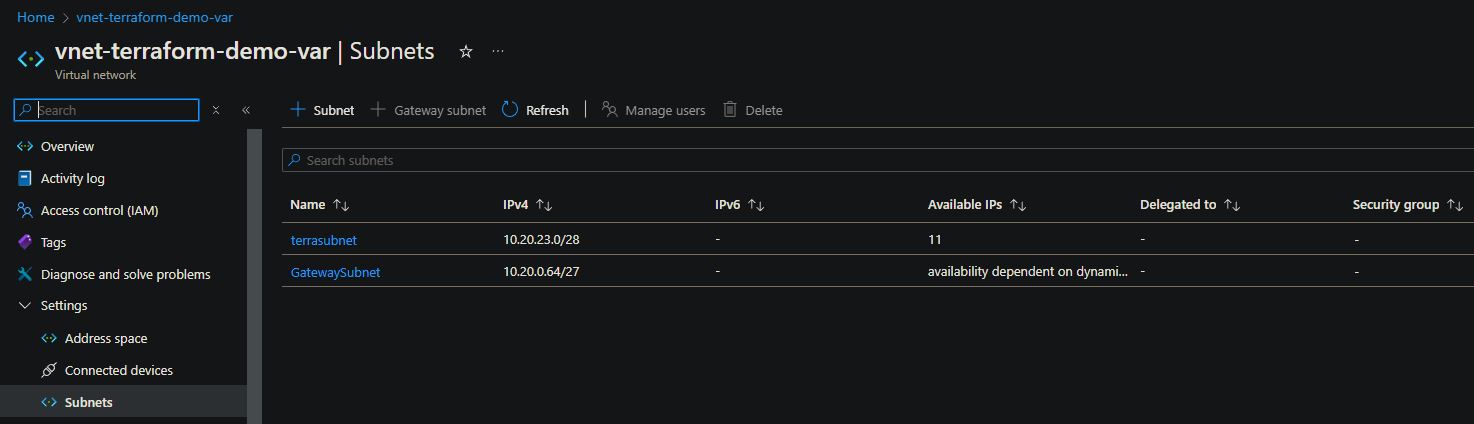 Home > vnet-terraform-demo-var
vnet-terraform-demo-var | Subnets
Virtual network
Search
Subnet Gateway subnet Refresh Manage users Delete
Overview
Activity log
Access control (IAM)
Tags
Diagnose and solve problems
Settings
Address space
Connected devices
Subnets
Search subnets
Name IPv4 IPv6 Available IPs Delegated to Security group
terrasubnet 10.20.23.0/28 - 11 - -
GatewaySubnet 10.20.0.64/27 - availability dependent on dynami... - -